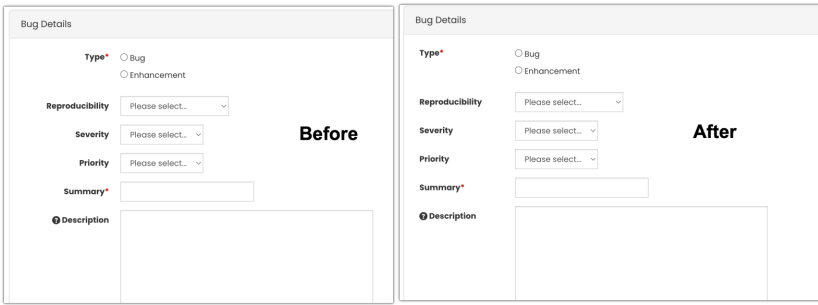 Bug Details
Type*
Bug
Enhancement
Reproducibility
Please select...
Severity
Please select...
Priority
Please select...
Summary*
Description
Before
Bug Details
Type*
Bug
Enhancement
Reproducibility
Please select...
Severity
Please select...
Priority
Please select...
Summary*
Description
After